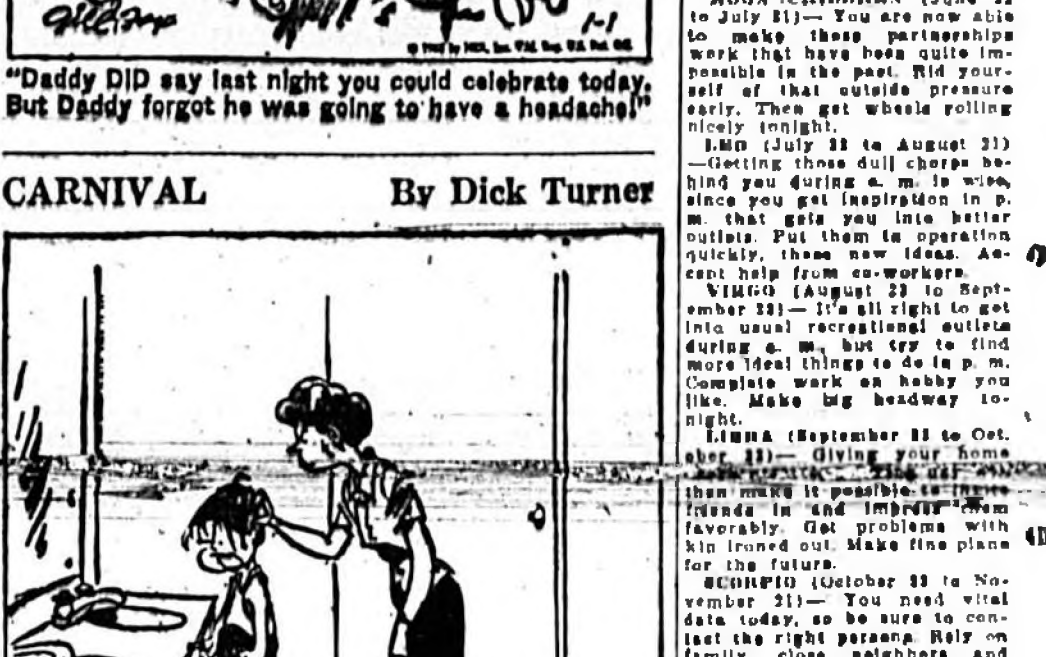 1-1
"Daddy DID say last night you could celebrate today.
But Daddy forgot he was going to have a headache!"
CARNIVAL By Dick Turner
to July 21)— You are now able
to make those partnerships
work that have been quite im-
possible in the past. Rid your-
self of that outside pressure
early. Then get wheels rolling
nicely tonight.
LEO (July 22 to August 21)
—Getting those dull chores be-
hind you during a. m. is wise,
since you get inspiration in p.
m. that gets you into better
outlets. Put them in operation
quickly, these new ideas. Ac-
cept help from co-workers.
VIRGO (August 22 to Sept-
ember 22)— It's all right to get
into usual recreational outlets
during a. m., but try to find
more ideal things to do in p. m.
Complete work on hobby you
like. Make big headway to-
night.
LIBRA (September 23 to Oct.
ober 22)— Giving your home
then make it possible to invite
friends in and impress them
favorably. Get problems with
kin ironed out. Make fine plans
for the future.
SCORPIO (October 23 to No-
vember 21)— You need vital
data today, so be sure to con-
tact the right persons. Rely on
family, close neighbors and